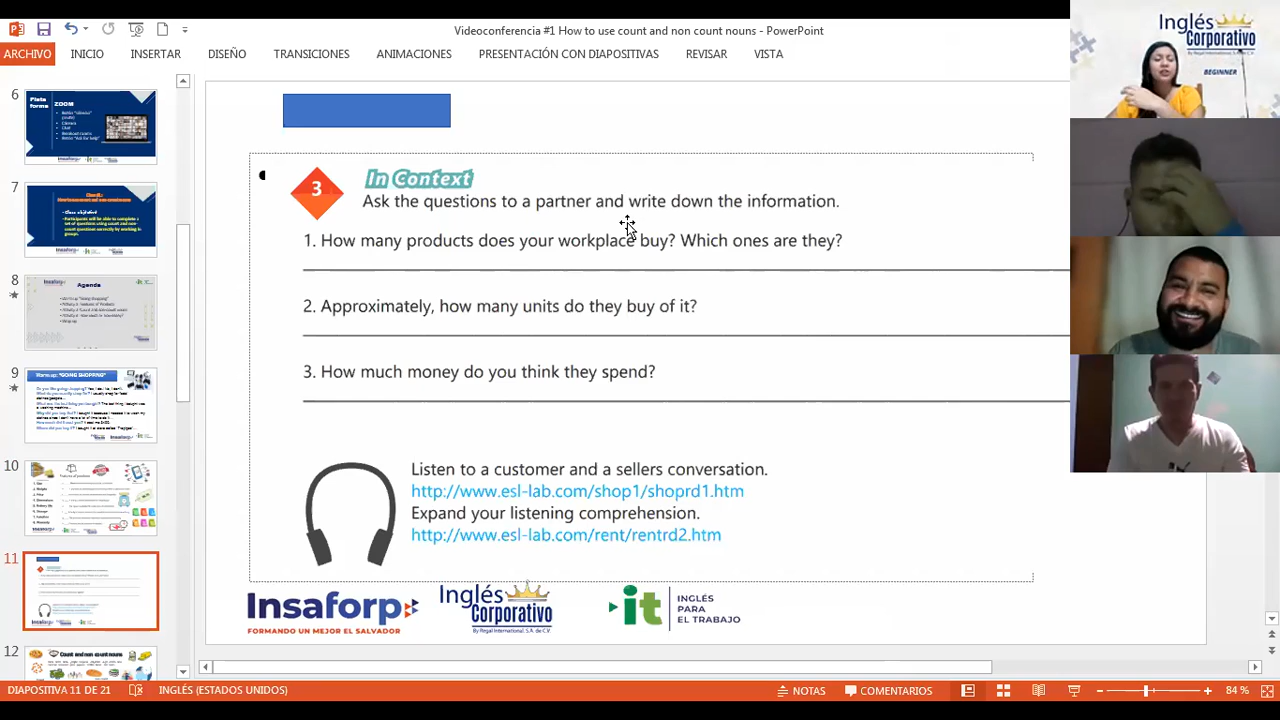 Videoconferencia #1 How to use count and non count nouns - PowerPoint
ARCHIVO INICIO INSERTAR DISEÑO TRANSICIONES ANIMACIONES PRESENTACIÓN CON DIAPOSITIVAS REVISAR VISTA
Inglés
Corporativo
By Regal International, S.A. de C.V.
BEGINNER
6
Plata
forma
ZOOM
7
8
Agenda
9
Warm up: "GOING SHOPPING"
10
11
12
Count and non count nouns
3
In Context
Ask the questions to a partner and write down the information.
1. How many products does your workplace buy? Which ones are they?
2. Approximately, how many units do they buy of it?
3. How much money do you think they spend?
Listen to a customer and a sellers conversation.
http://www.esl-lab.com/shop1/shoprd1.htm
Expand your listening comprehension.
http://www.esl-lab.com/rent/rentrd2.htm
Insaforp
FORMANDO UN MEJOR EL SALVADOR
Inglés
Corporativo
By Regal International, S.A. de C.V.
it
INGLÉS
PARA
EL TRABAJO
DIAPOSITIVA 11 DE 21 INGLÉS (ESTADOS UNIDOS) NOTAS COMENTARIOS 84 %